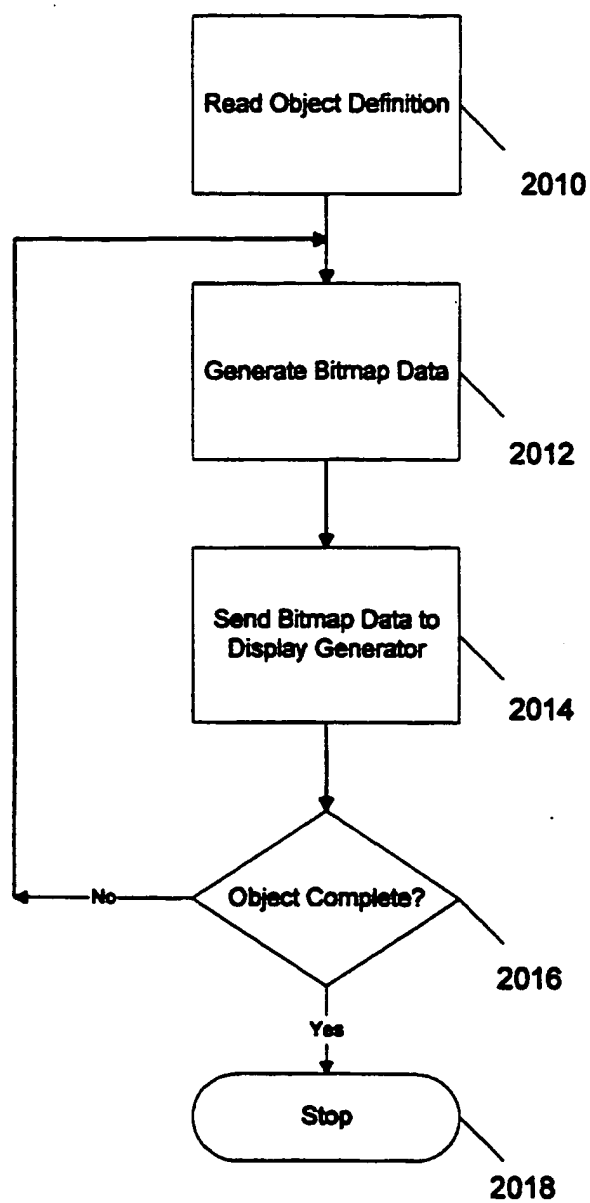 Read Object Definition
2010
Generate Bitmap Data
2012
Send Bitmap Data to
Display Generator
2014
Object Complete?
No
2016
Yes
Stop
2018